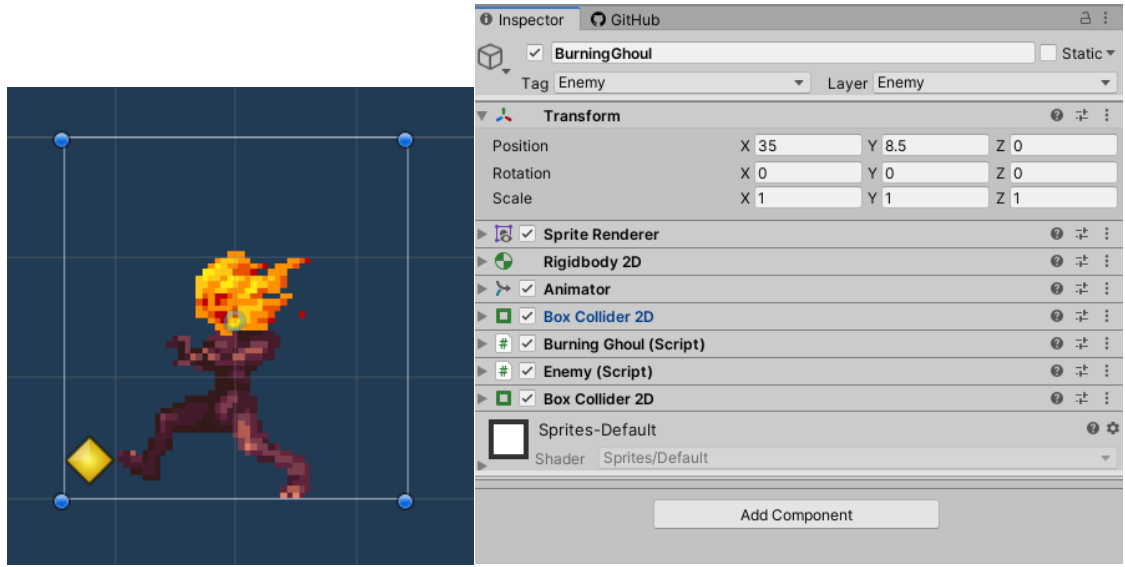 Inspector GitHub
BurningGhoul Static
Tag Enemy Layer Enemy
Transform
Position X 35 Y 8.5 Z 0
Rotation X 0 Y 0 Z 0
Scale X 1 Y 1 Z 1
Sprite Renderer
Rigidbody 2D
Animator
Box Collider 2D
# Burning Ghoul (Script)
# Enemy (Script)
Box Collider 2D
Sprites-Default
Shader Sprites/Default
Add Component